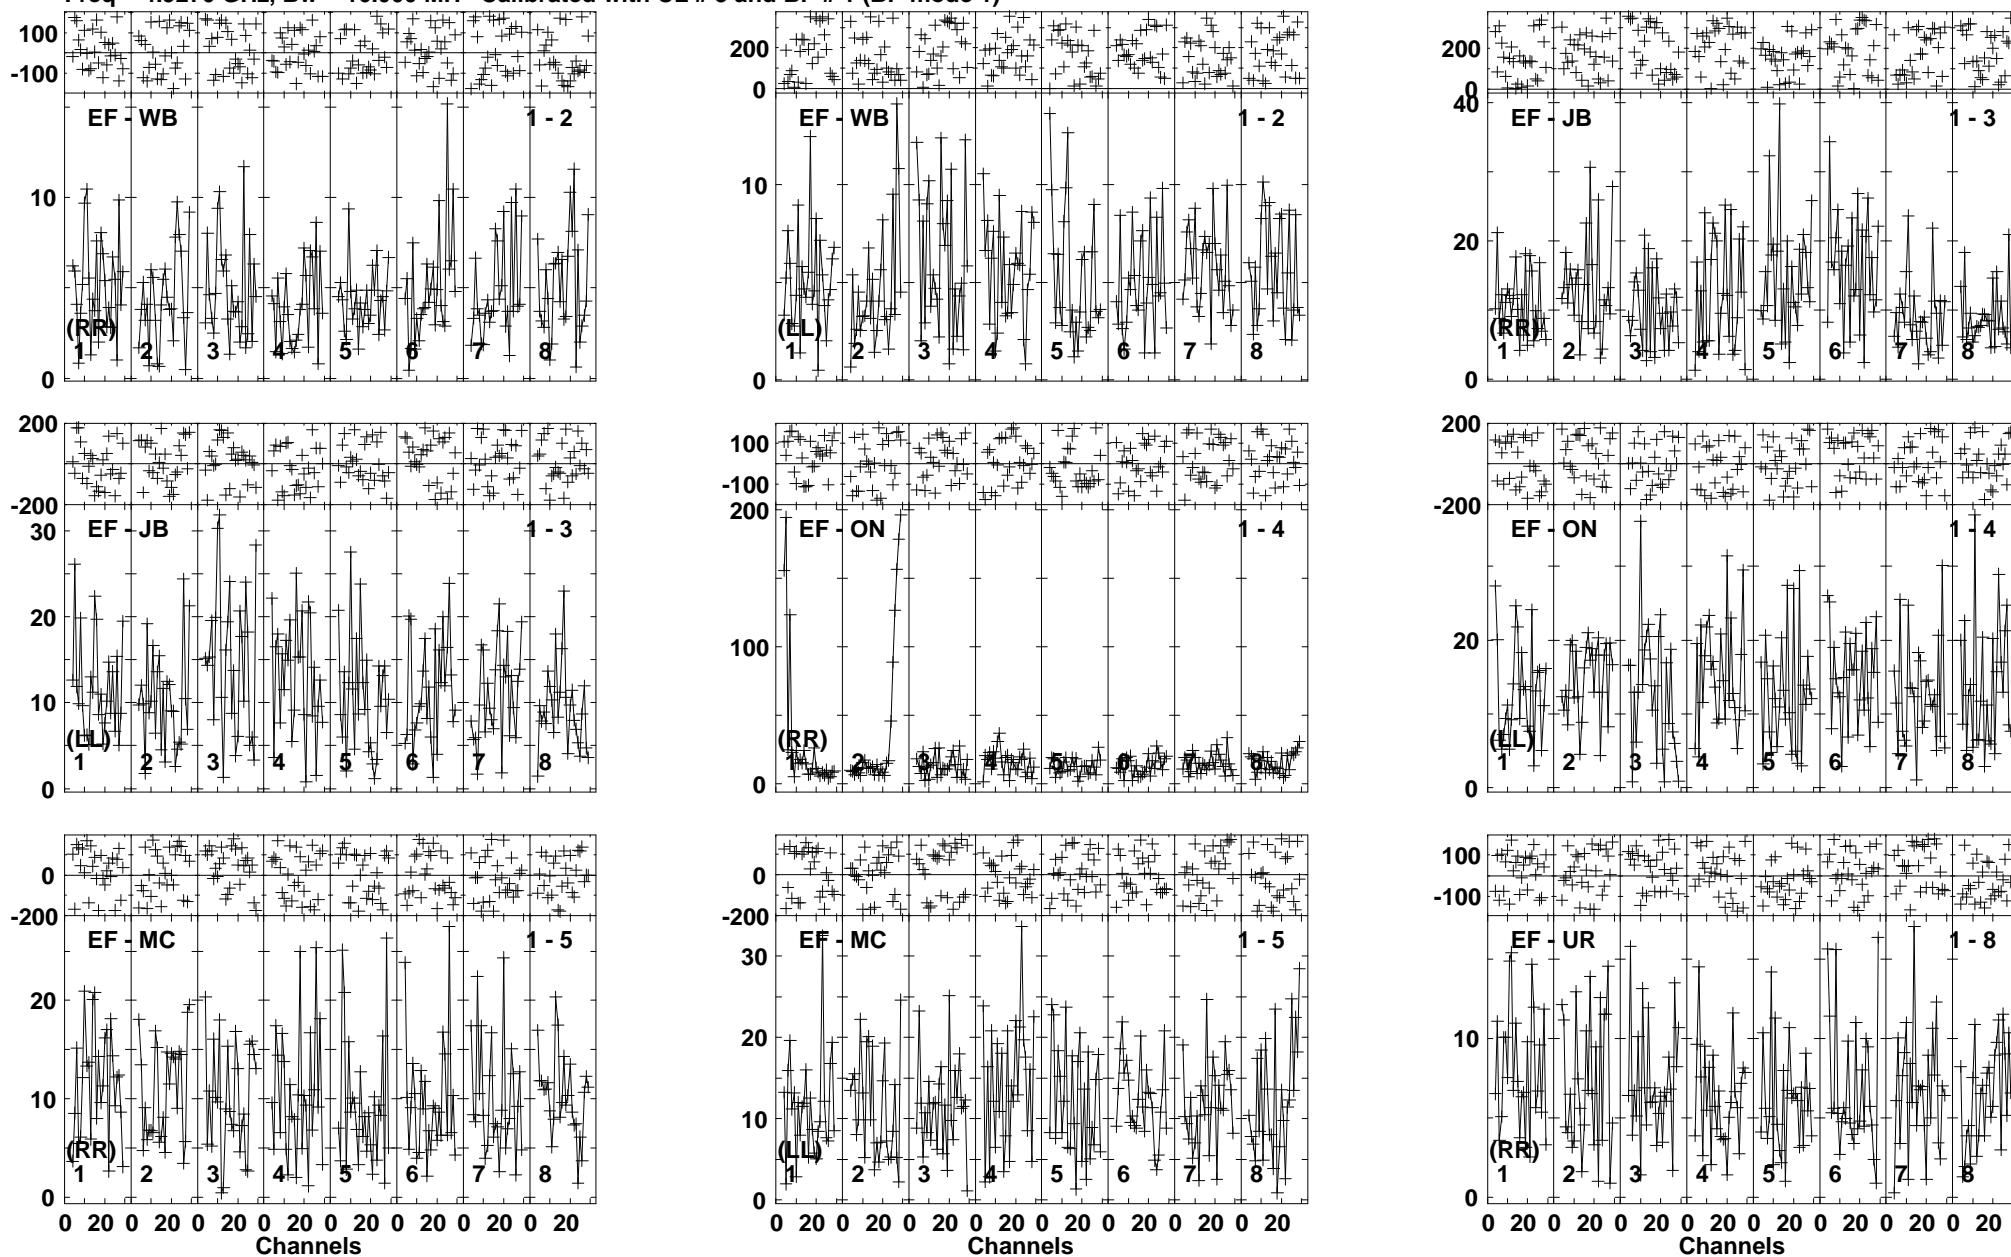 100 -100 200 0 200 0
EF - WB 1 - 2 EF - WB 1 - 2 EF - JB 1 - 3
10 0 10 0 40 20 0
(RR) (LL) (RR)
1 2 3 4 5 6 7 8 1 2 3 4 5 6 7 8 1 2 3 4 5 6 7 8
200 0 -200 100 -100 200 0 -200
EF - JB 1 - 3 EF - ON 1 - 4 EF - ON 1 - 4
30 20 10 0 200 100 0 20 0
(LL) (RR) (LL)
1 2 3 4 5 6 7 8 1 2 3 4 5 6 7 8 1 2 3 4 5 6 7 8
0 -200 0 -200 100 -100
EF - MC 1 - 5 EF - MC 1 - 5 EF - UR 1 - 8
20 10 0 30 20 10 0 10 0
(RR) (LL) (RR)
1 2 3 4 5 6 7 8 1 2 3 4 5 6 7 8 1 2 3 4 5 6 7 8
0 20 0 20 0 20 0 20 0 20 0 20 0 20 0 20 0 20 0 20 0 20 0 20 0 20 0 20 0 20 0 20 0 20 0 20 0 20 0 20 0 20 0 20 0 20 0 20
Channels Channels Channels